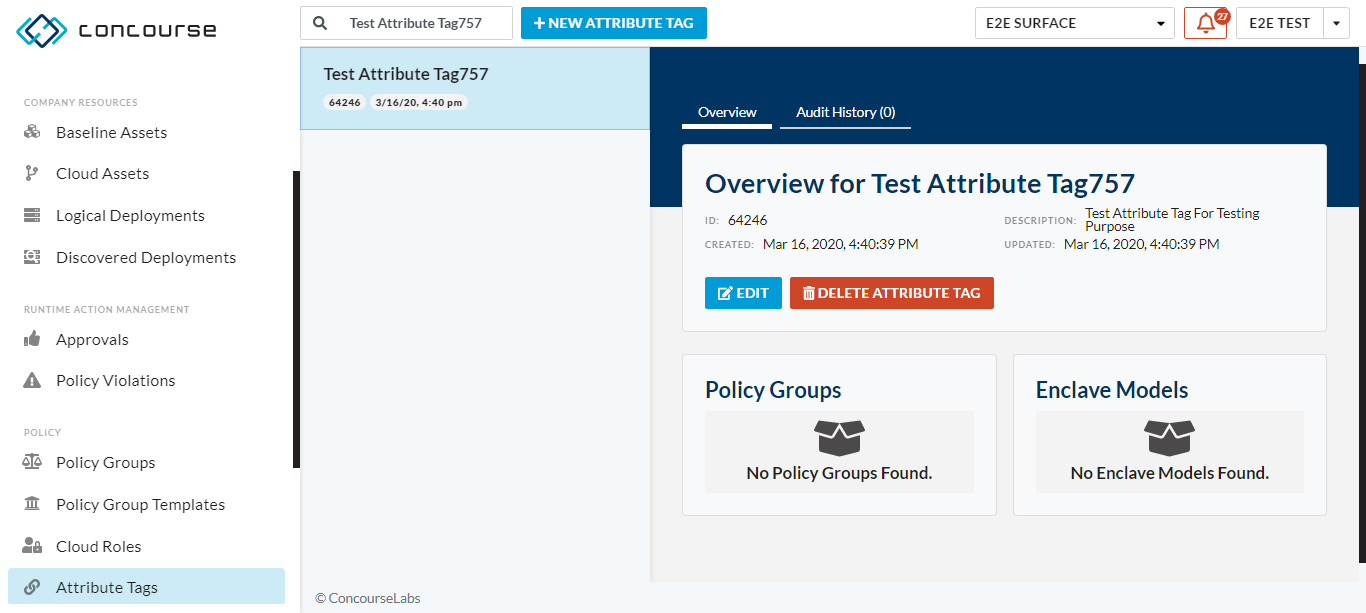 concourse
Test Attribute Tag757
NEW ATTRIBUTE TAG
E2E SURFACE
27
E2E TEST
COMPANY RESOURCES
Baseline Assets
Cloud Assets
Logical Deployments
Discovered Deployments
RUNTIME ACTION MANAGEMENT
Approvals
Policy Violations
POLICY
Policy Groups
Policy Group Templates
Cloud Roles
Attribute Tags
Test Attribute Tag757
64246 3/16/20, 4:40 pm
Overview Audit History (0)
Overview for Test Attribute Tag757
ID: 64246
DESCRIPTION: Test Attribute Tag For Testing
Purpose
CREATED: Mar 16, 2020, 4:40:39 PM
UPDATED: Mar 16, 2020, 4:40:39 PM
EDIT DELETE ATTRIBUTE TAG
Policy Groups
No Policy Groups Found.
Enclave Models
No Enclave Models Found.
© ConcourseLabs